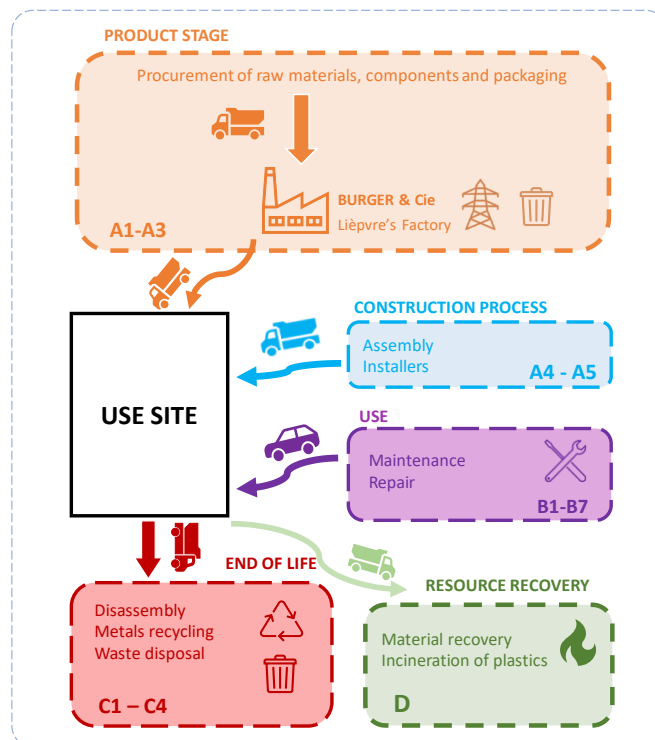 PRODUCT STAGE
Procurement of raw materials, components and packaging
BURGER & Cie
Lièpvre's Factory
A1-A3
CONSTRUCTION PROCESS
Assembly
Installers
A4 - A5
USE SITE
USE
Maintenance
Repair
B1-B7
END OF LIFE
Disassembly
Metals recycling
Waste disposal
C1 – C4
RESOURCE RECOVERY
Material recovery
Incineration of plastics
D